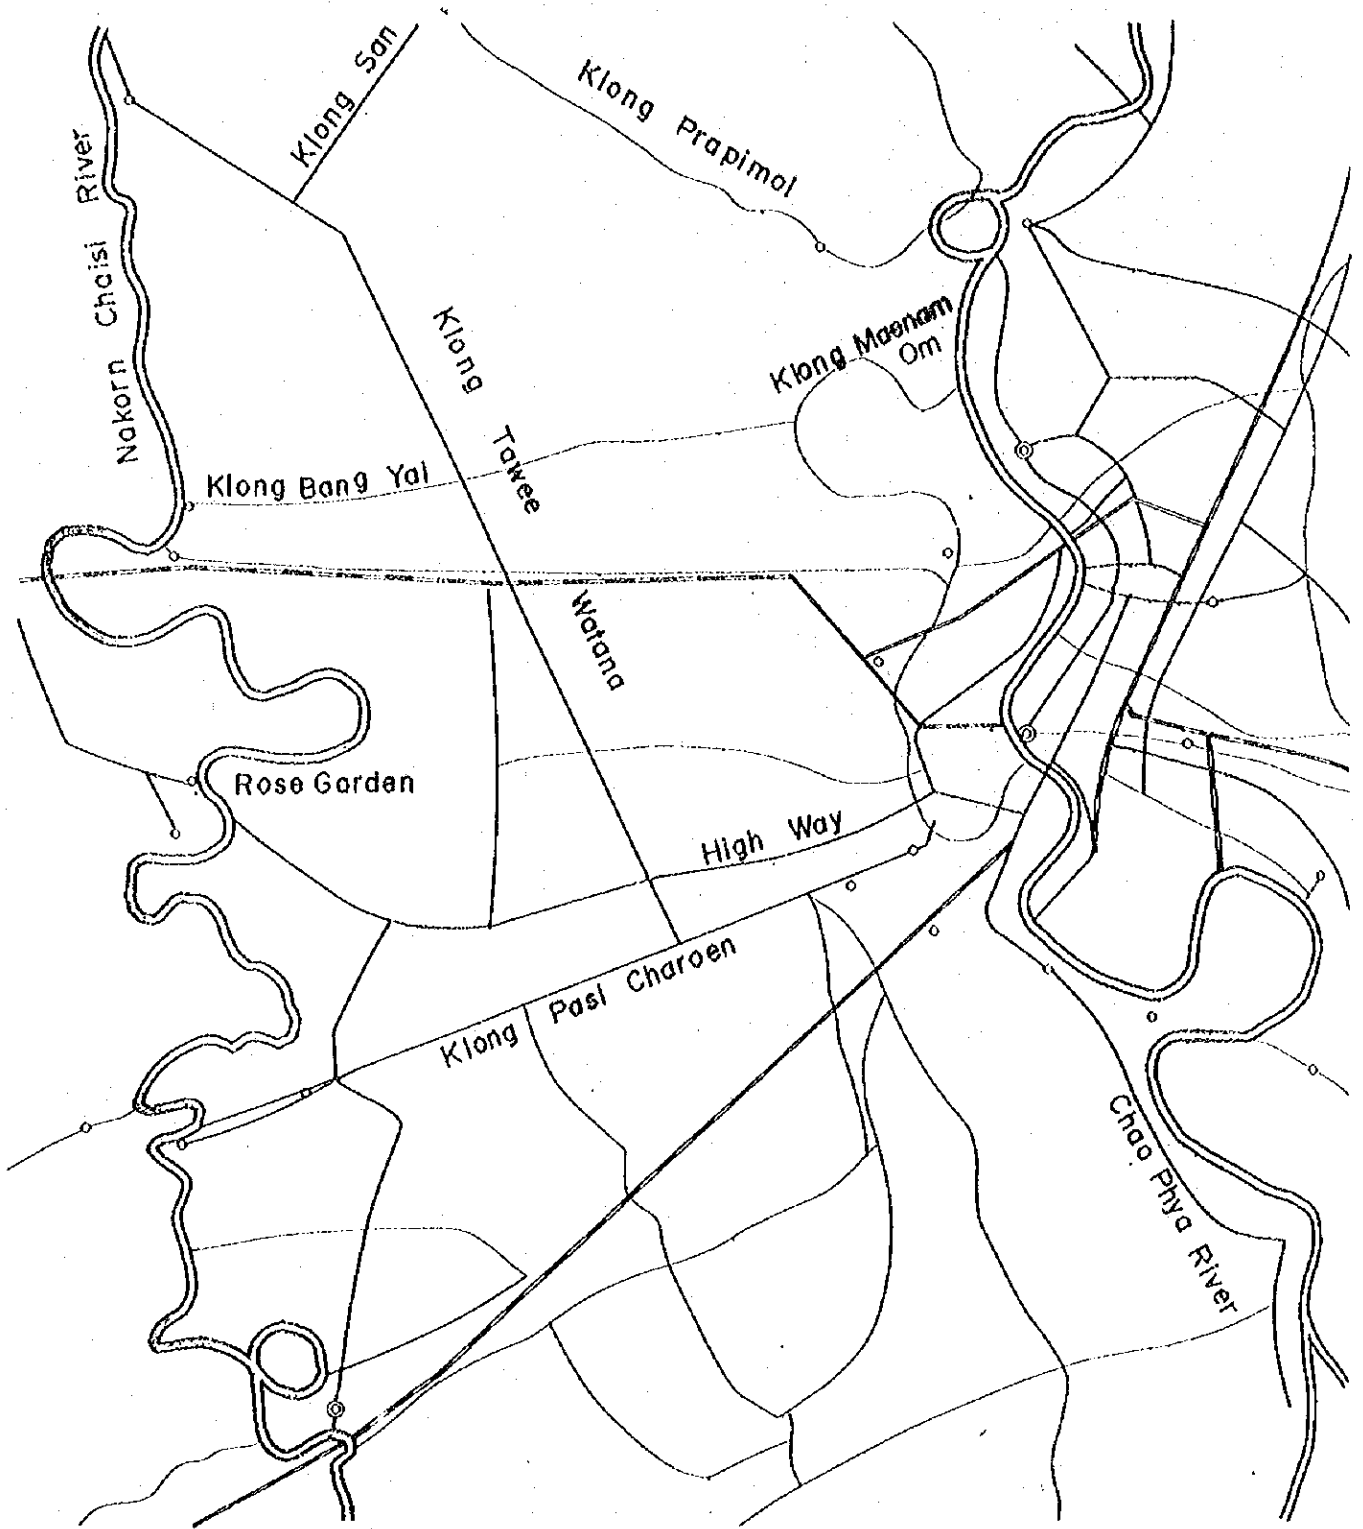 Klong San
Klong Prapimol
Nakorn Chaisi River
Klong Maenam
Om
Klong Tawee Watana
Klong Bang Yai
Rose Garden
High Way
Klong Pasi Charoen
Chao Phya River